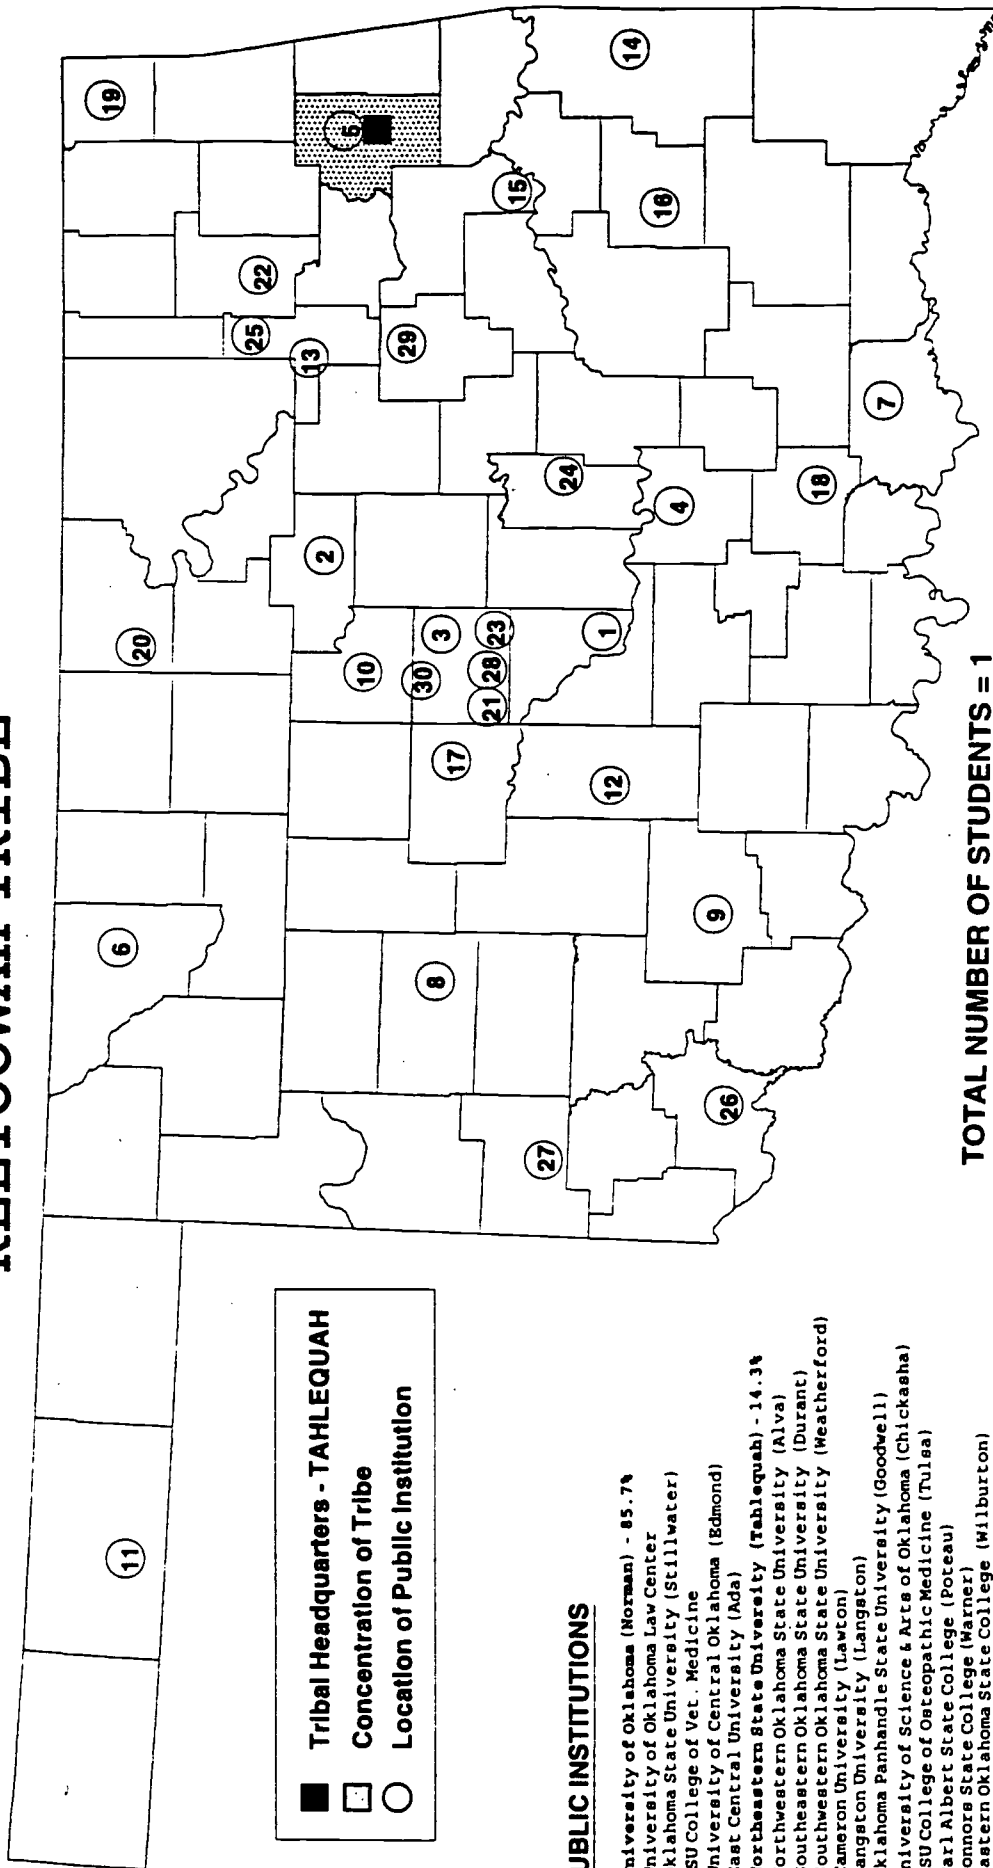 KEETOOWAH TRIBE
19
5
14
22
15
16
25
13
29
7
24
20
2
4
18
10
3
30
23
28
21
1
17
12
6
8
9
26
27
11
Tribal Headquarters - TAHLEQUAH
Concentration of Tribe
Location of Public Institution
UBLIC INSTITUTIONS
niversity of Oklahoma (Norman) - 85.7%
niversity of Oklahoma Law Center
klahoma State University (Stillwater)
SU College of Vet. Medicine
niversity of Central Oklahoma (Edmond)
ast Central University (Ada)
ortheastern State University (Tahlequah) - 14.3%
orthwestern Oklahoma State University (Alva)
outheastern Oklahoma State University (Durant)
outhwestern Oklahoma State University (Weatherford)
ameron University (Lawton)
angston University (Langston)
klahoma Panhandle State University (Goodwell)
niversity of Science & Arts of Oklahoma (Chickasha)
SU College of Osteopathic Medicine (Tulsa)
arl Albert State College (Poteau)
onnors State College (Warner)
astern Oklahoma State College (Wilburton)
TOTAL NUMBER OF STUDENTS = 1